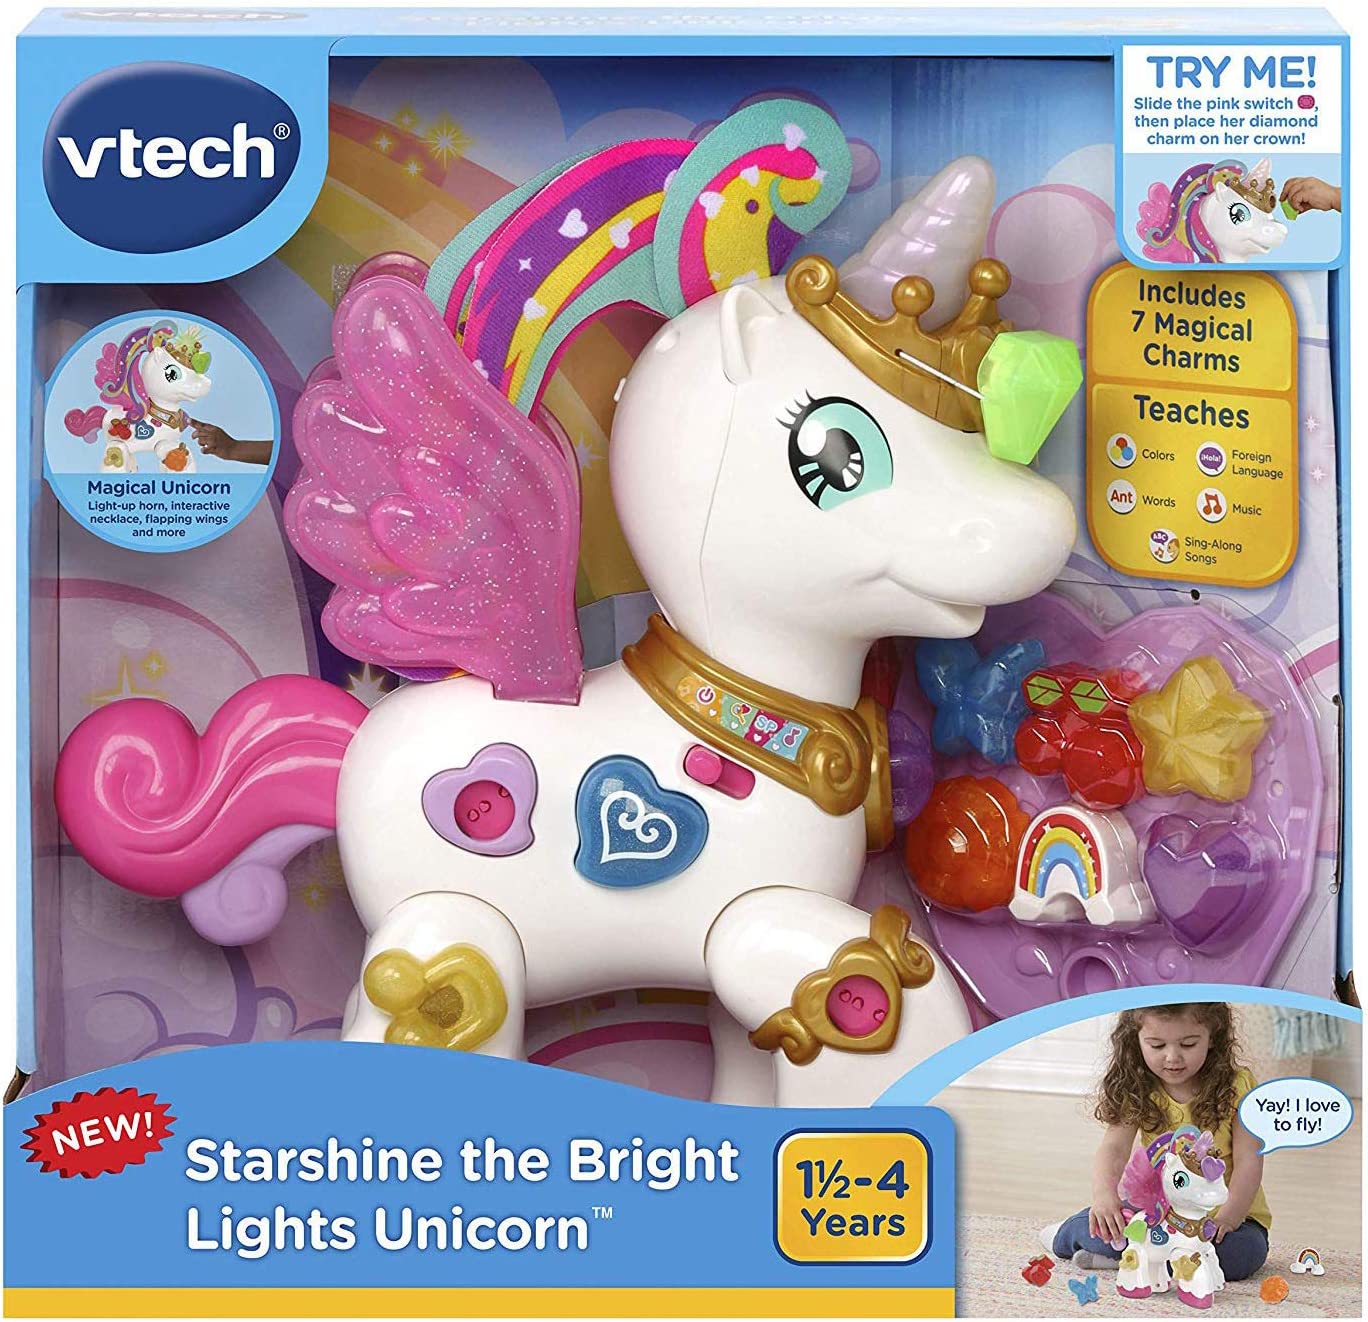 vtech®
TRY ME!
Slide the pink switch ,
then place her diamond
charm on her crown!
Includes
7 Magical
Charms
Teaches
Colors
¡Hola!
Foreign
Language
Ant
Words
Music
ABC
Sing-Along
Songs
Magical Unicorn
Light-up horn, interactive
necklace, flapping wings
and more
SP
NEW!
Starshine the Bright
Lights Unicorn™
1½-4
Years
Yay! I love
to fly!